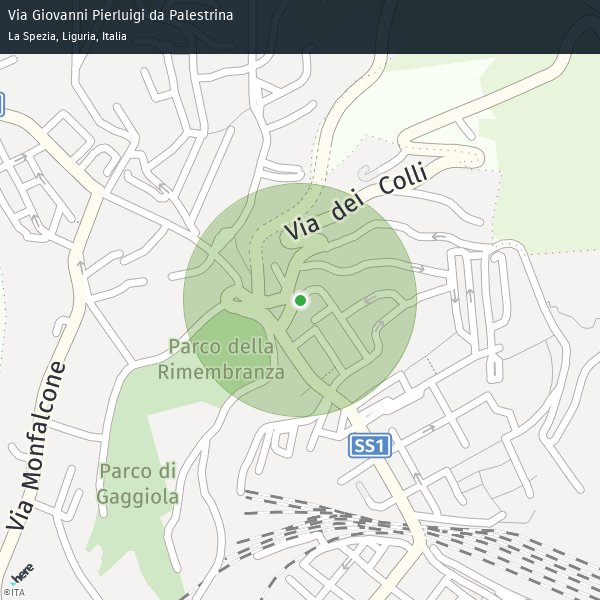 Via Giovanni Pierluigi da Palestrina
La Spezia, Liguria, Italia
Via dei Colli
Parco della
Rimembranza
Via Monfalcone
SS1
Parco di
Gaggiola
here
©ITA